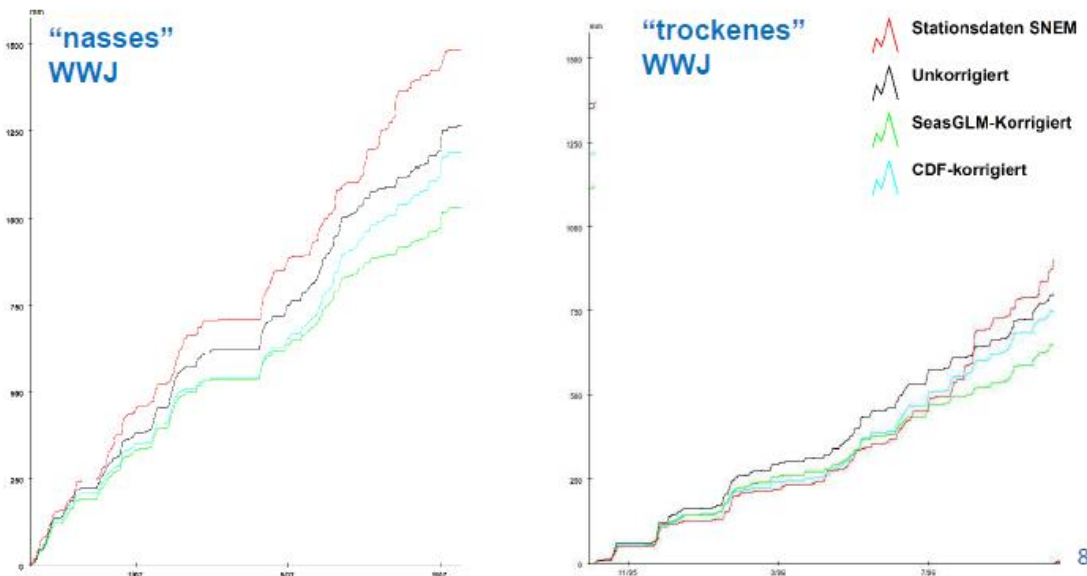 mm
"nasses"
WWJ
1500
1250
1000
750
500
250
0
mm
"trockenes"
WWJ
1500
1250
1000
750
500
250
0
11/95
3/96
7/96
Stationsdaten SNEM
Unkorrigiert
SeasGLM-Korrigiert
CDF-korrigiert
8